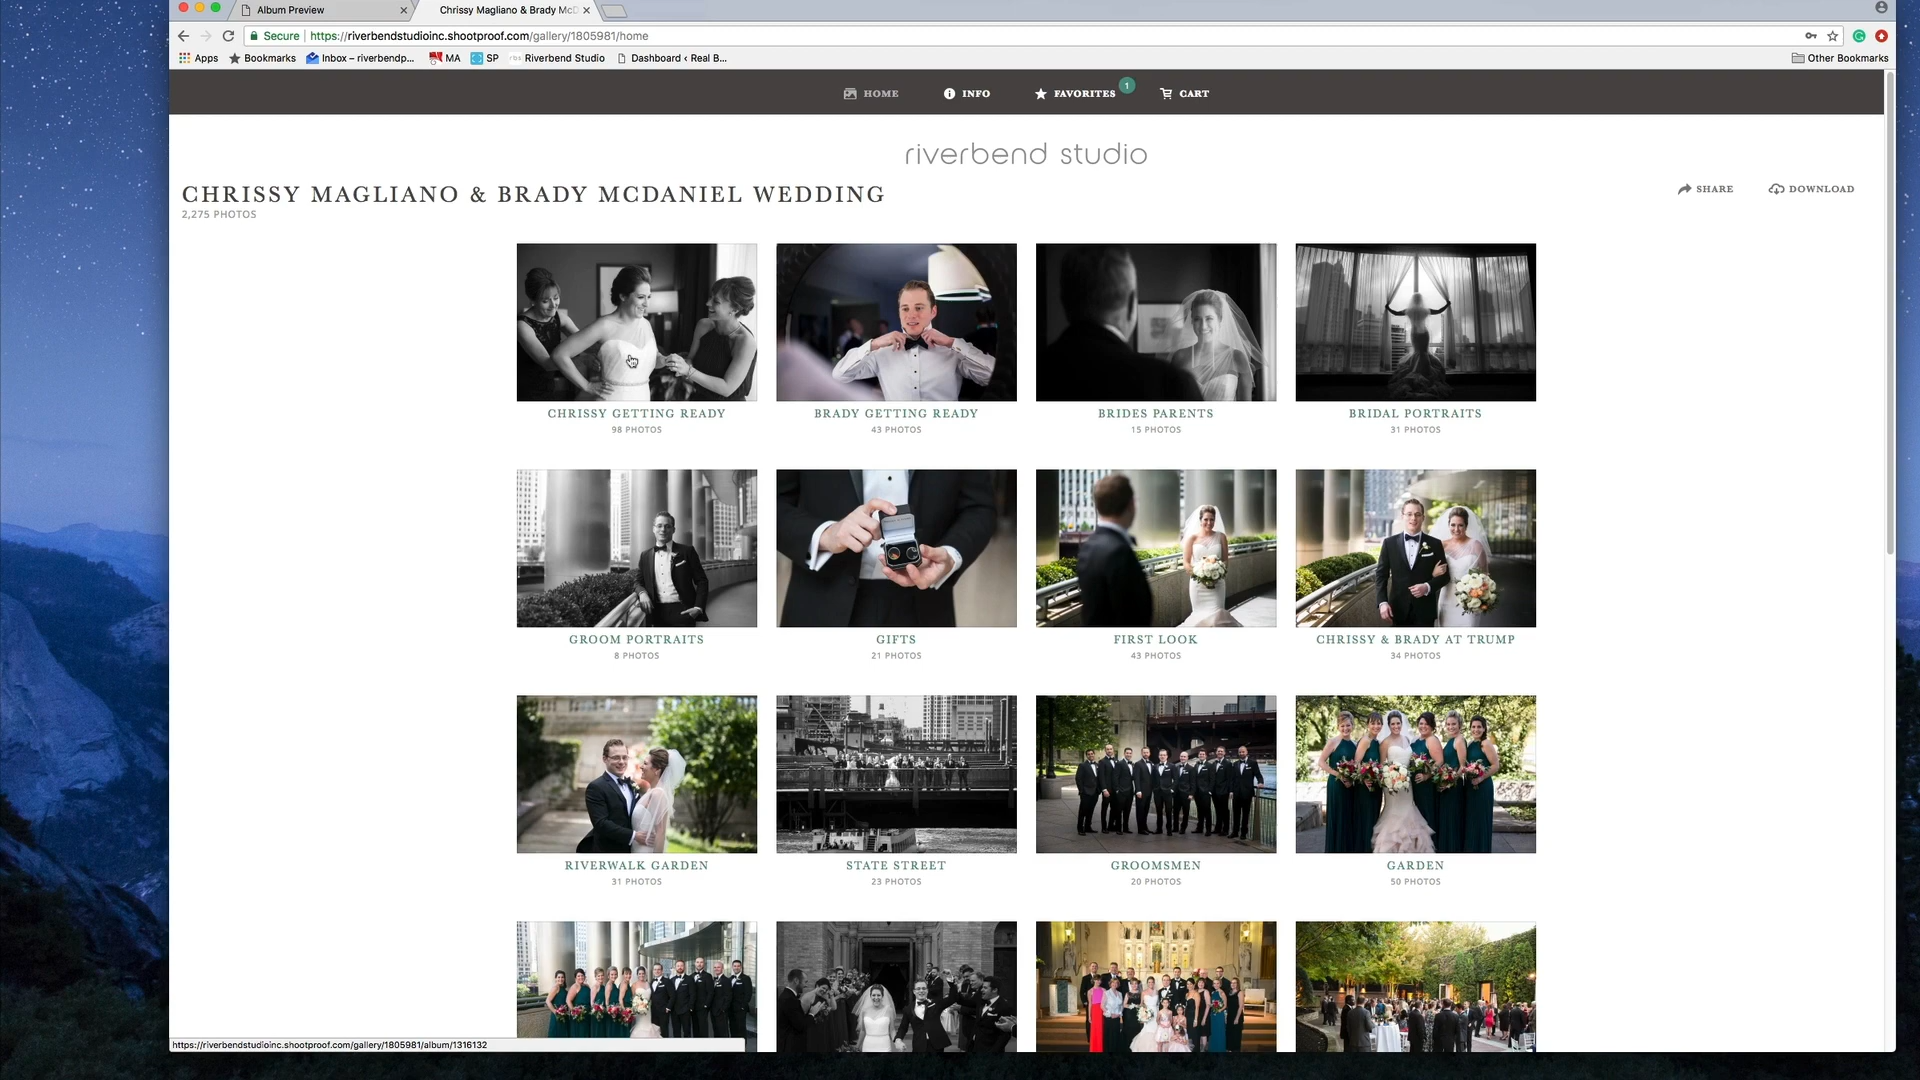 Album Preview
Chrissy Magliano & Brady McD
Secure https://riverbendstudioinc.shootproof.com/gallery/1805981/home
Apps Bookmarks Inbox – riverbendp... MA SP rbs Riverbend Studio Dashboard ‹ Real B... Other Bookmarks
HOME INFO FAVORITES 1 CART
riverbend studio
CHRISSY MAGLIANO & BRADY MCDANIEL WEDDING
2,275 PHOTOS
SHARE DOWNLOAD
CHRISSY GETTING READY
98 PHOTOS
BRADY GETTING READY
43 PHOTOS
BRIDES PARENTS
15 PHOTOS
BRIDAL PORTRAITS
31 PHOTOS
GROOM PORTRAITS
8 PHOTOS
GIFTS
21 PHOTOS
FIRST LOOK
43 PHOTOS
CHRISSY & BRADY AT TRUMP
34 PHOTOS
RIVERWALK GARDEN
31 PHOTOS
STATE STREET
23 PHOTOS
GROOMSMEN
20 PHOTOS
GARDEN
50 PHOTOS
https://riverbendstudioinc.shootproof.com/gallery/1805981/album/1316132